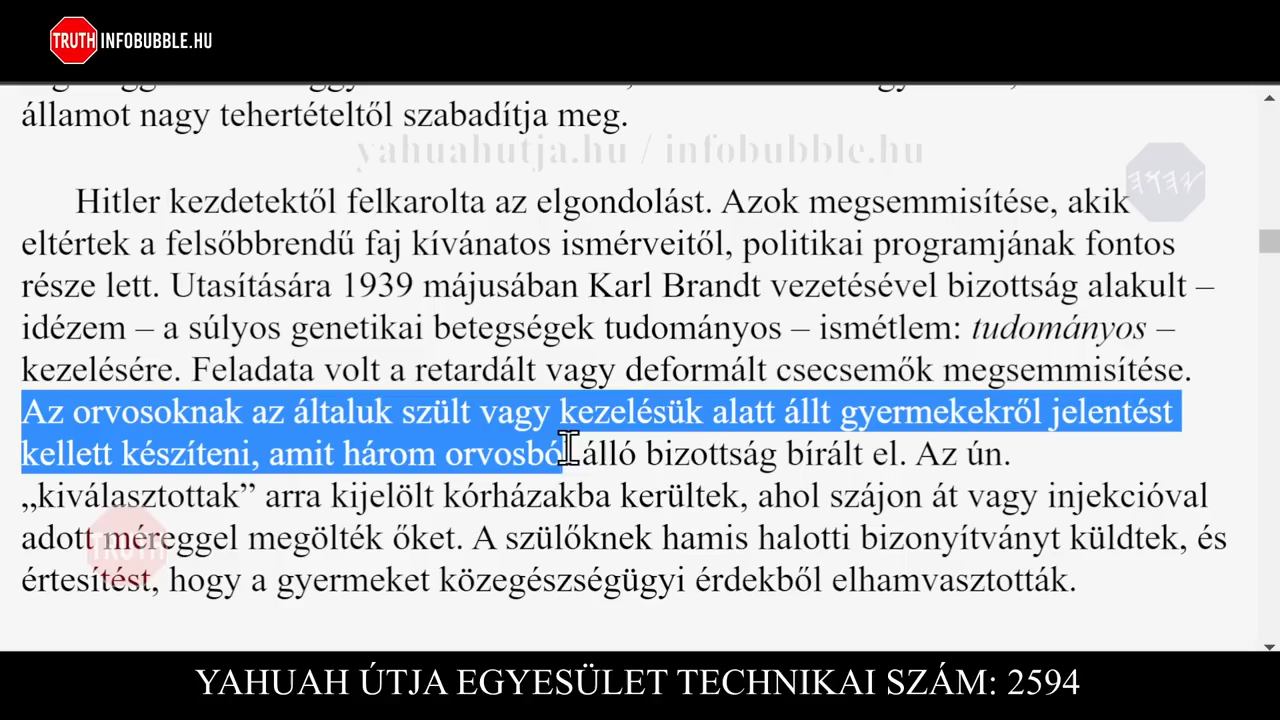 TRUTH INFOBUBBLE.HU
államot nagy tehertételtől szabadítja meg.
yahuahutja.hu / infobubble.hu
Hitler kezdetektől felkarolta az elgondolást. Azok megsemmisítése, akik
eltértek a felsőbbrendű faj kívánatos ismérveitől, politikai programjának fontos
része lett. Utasítására 1939 májusában Karl Brandt vezetésével bizottság alakult –
idézem – a súlyos genetikai betegségek tudományos – ismétlem: tudományos –
kezelésére. Feladata volt a retardált vagy deformált csecsemők megsemmisítése.
Az orvosoknak az általuk szült vagy kezelésük alatt állt gyermekekről jelentést
kellett készíteni, amit három orvosból álló bizottság bírált el. Az ún.
„kiválasztottak” arra kijelölt kórházakba kerültek, ahol szájon át vagy injekcióval
adott méreggel megölték őket. A szülőknek hamis halotti bizonyítványt küldtek, és
értesítést, hogy a gyermeket közegészségügyi érdekből elhamvasztották.
TRUTH
YAHUAH ÚTJA EGYESÜLET TECHNIKAI SZÁM: 2594